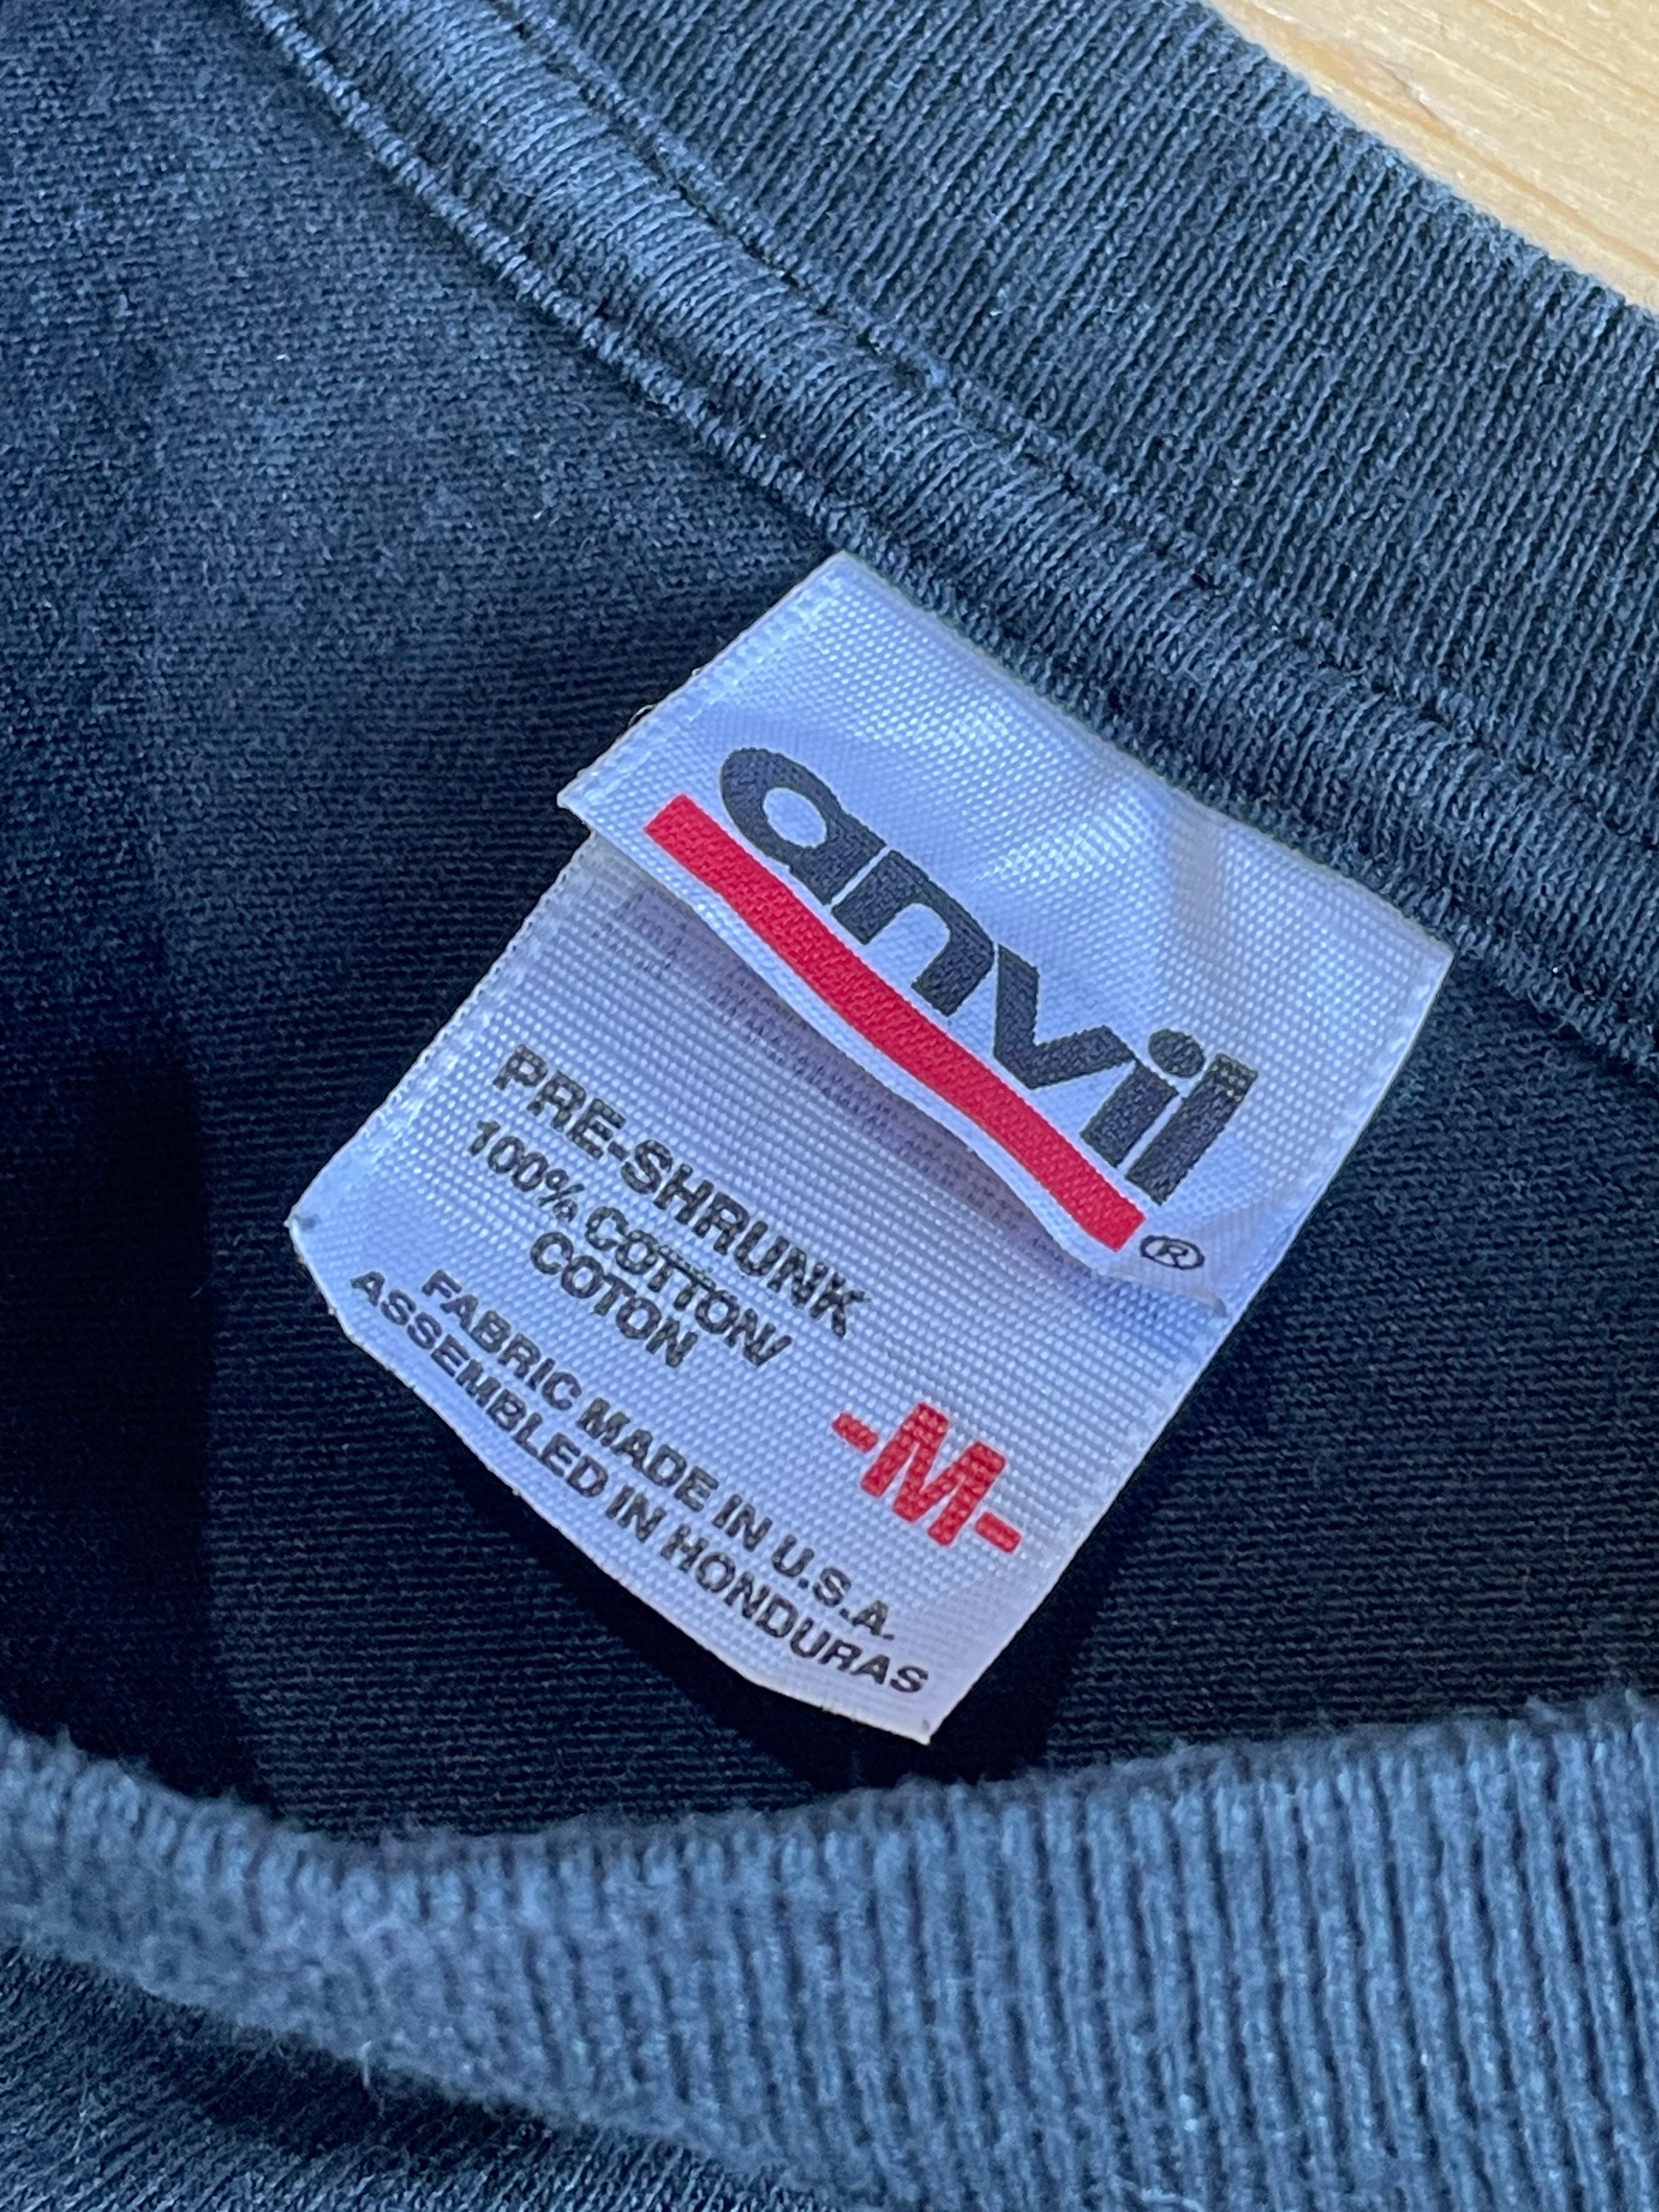 anvil®
PRE-SHRUNK
100% COTTON/
COTON
-M-
FABRIC MADE IN U.S.A.
ASSEMBLED IN HONDURAS